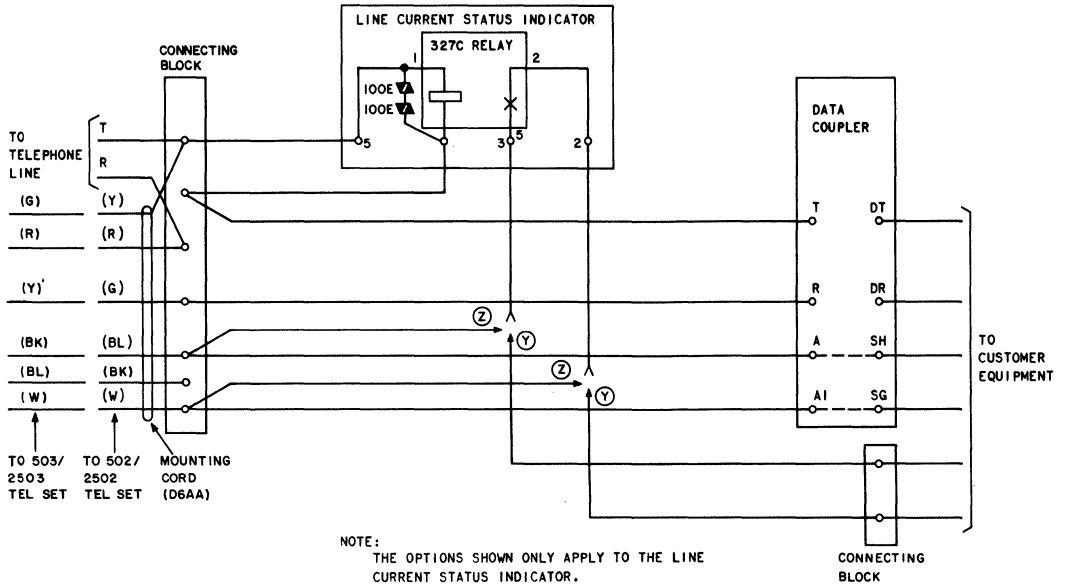 LINE CURRENT STATUS INDICATOR
327C RELAY
1
2
100E
100E
5
5
3
2
CONNECTING
BLOCK
TO
TELEPHONE
LINE
T
R
(G) (Y)
(R) (R)
(Y)' (G)
(BK) (BL)
(BL) (BK)
(W) (W)
TO 503/
2503
TEL SET
TO 502/
2502
TEL SET
MOUNTING
CORD
(D6AA)
Z
Y
Z
Y
DATA
COUPLER
T DT
R DR
A SH
A1 SG
TO
CUSTOMER
EQUIPMENT
CONNECTING
BLOCK
NOTE:
THE OPTIONS SHOWN ONLY APPLY TO THE LINE
CURRENT STATUS INDICATOR.